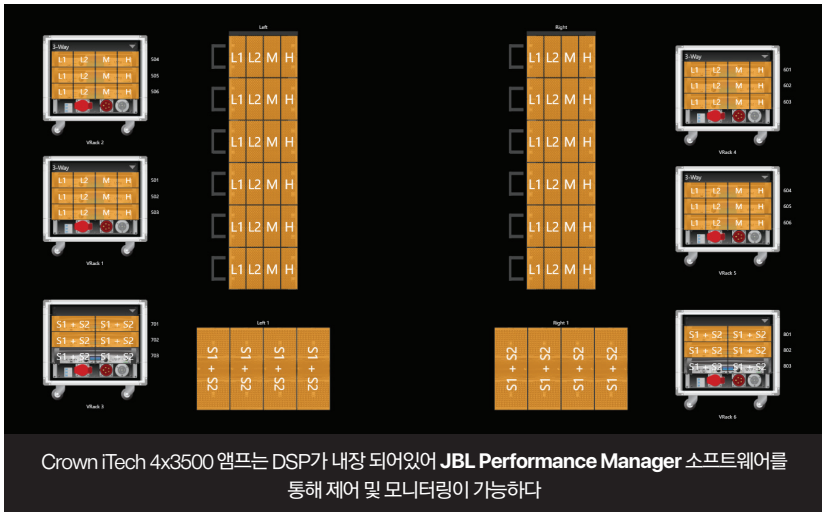 Left
Right
3-Way
L1 L2 M H 504
L1 L2 M H 505
L1 L2 M H 506
VRack 2
3-Way
L1 L2 M H 501
L1 L2 M H 502
L1 L2 M H 503
VRack 1
S1 + S2 S1 + S2 701
S1 + S2 S1 + S2 702
S1 + S2 S1 + S2 703
VRack 3
L1 L2 M H
L1 L2 M H
L1 L2 M H
L1 L2 M H
L1 L2 M H
L1 L2 M H
Left 1
S1 + S2
S1 + S2
S1 + S2
S1 + S2
L1 L2 M H
L1 L2 M H
L1 L2 M H
L1 L2 M H
L1 L2 M H
L1 L2 M H
Right 1
S1 + S2
S1 + S2
S1 + S2
S1 + S2
3-Way
L1 L2 M H 601
L1 L2 M H 602
L1 L2 M H 603
VRack 4
3-Way
L1 L2 M H 604
L1 L2 M H 605
L1 L2 M H 606
VRack 5
S1 + S2 S1 + S2 801
S1 + S2 S1 + S2 802
S1 + S2 S1 + S2 803
VRack 6
Crown iTech 4x3500 앰프는 DSP가 내장 되어있어 JBL Performance Manager 소프트웨어를
통해 제어 및 모니터링이 가능하다